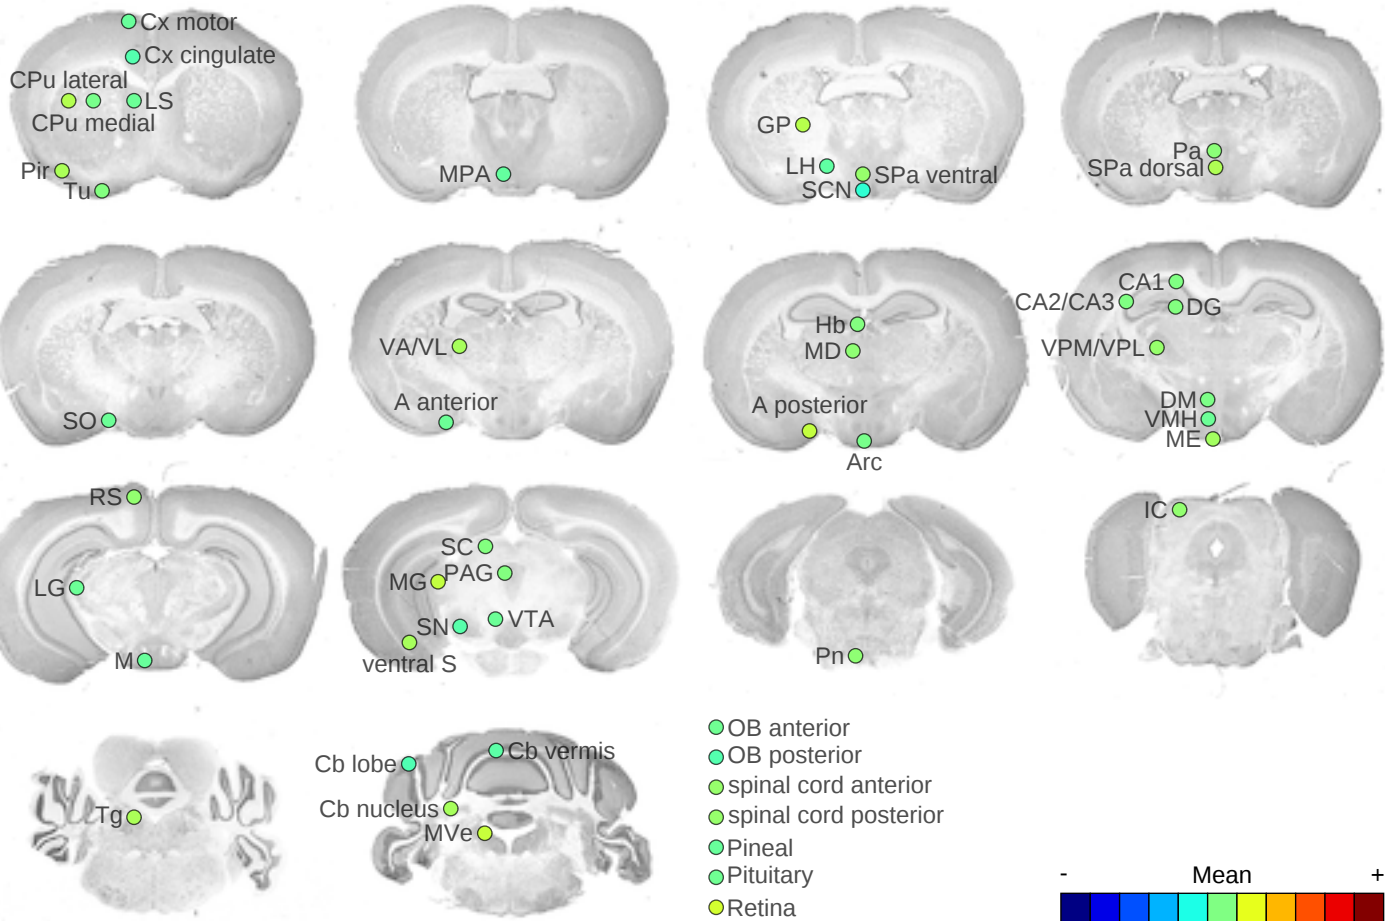 Cx motor
Cx cingulate
CPu lateral
LS
CPu medial
Pir
Tu
MPA
GP
LH
SPa ventral
SCN
Pa
SPa dorsal
SO
VA/VL
A anterior
Hb
MD
A posterior
Arc
CA1
CA2/CA3
DG
VPM/VPL
DM
VMH
ME
RS
LG
M
SC
MG
PAG
SN
VTA
ventral S
Pn
IC
Tg
Cb lobe
Cb vermis
Cb nucleus
MVe
OB anterior
OB posterior
spinal cord anterior
spinal cord posterior
Pineal
Pituitary
Retina
- Mean +